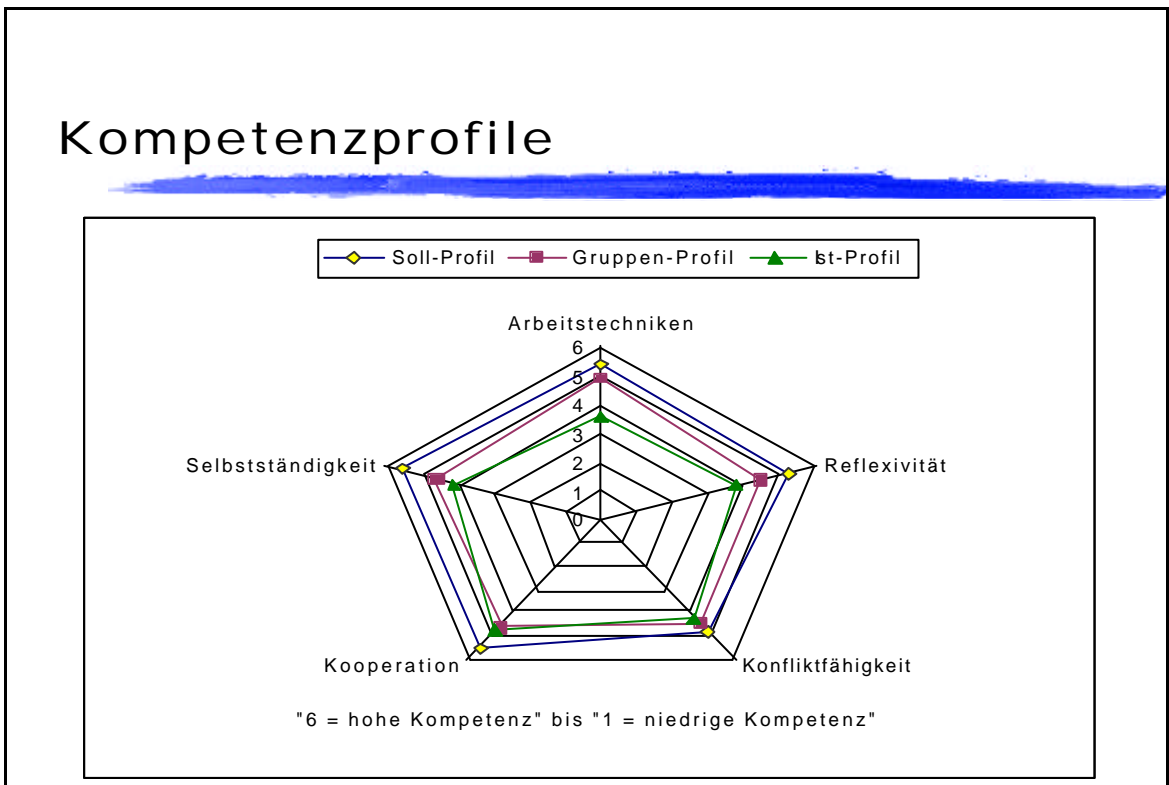 Kompetenzprofile
Soll-Profil Gruppen-Profil Ist-Profil
Arbeitstechniken
6
5
4
3
2
1
0
Selbstständigkeit
Reflexivität
Kooperation
Konfliktfähigkeit
"6 = hohe Kompetenz" bis "1 = niedrige Kompetenz"